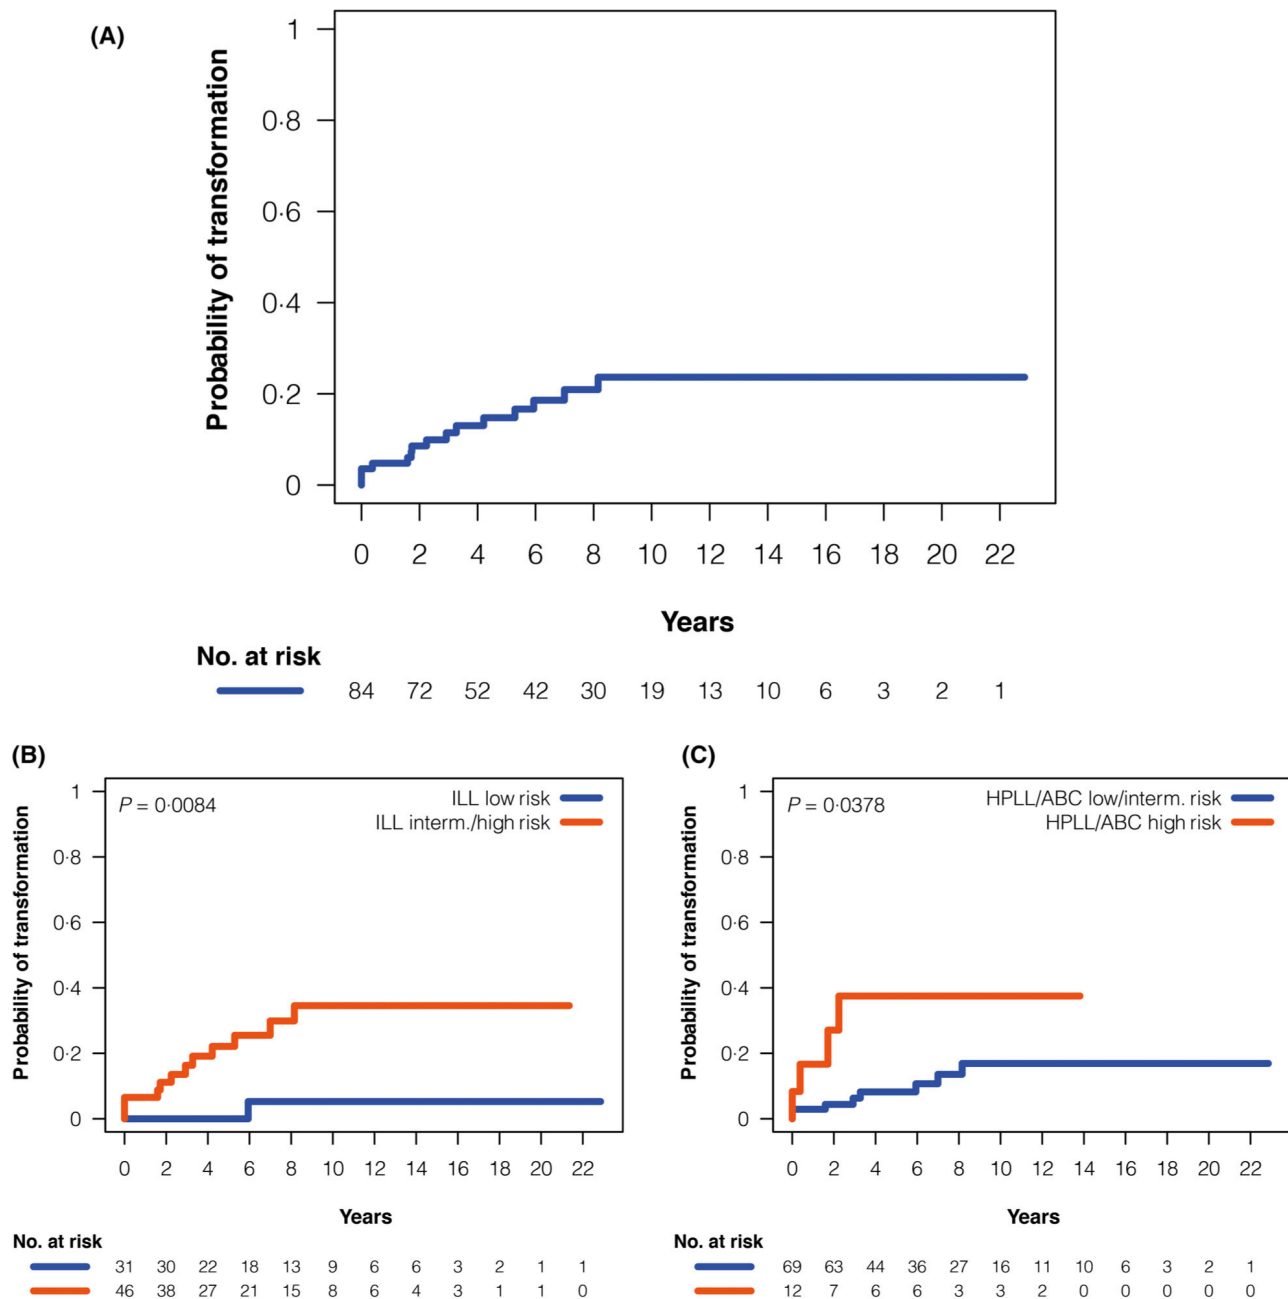 (A)
Probability of transformation
1
0·8
0·6
0·4
0·2
0
0 2 4 6 8 10 12 14 16 18 20 22
Years
No. at risk
84 72 52 42 30 19 13 10 6 3 2 1
(B)
P = 0·0084
ILL low risk
ILL interm./high risk
Probability of transformation
1
0·8
0·6
0·4
0·2
0
0 2 4 6 8 10 12 14 16 18 20 22
Years
No. at risk
31 30 22 18 13 9 6 6 3 2 1 1
46 38 27 21 15 8 6 4 3 1 1 0
(C)
P = 0·0378
HPLL/ABC low/interm. risk
HPLL/ABC high risk
Probability of transformation
1
0·8
0·6
0·4
0·2
0
0 2 4 6 8 10 12 14 16 18 20 22
Years
No. at risk
69 63 44 36 27 16 11 10 6 3 2 1
12 7 6 6 3 3 2 0 0 0 0 0